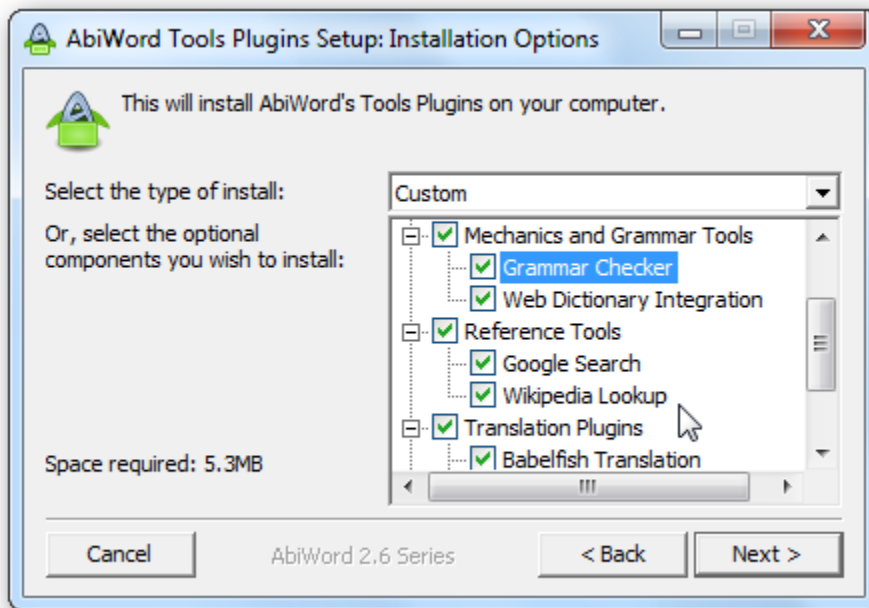 AbiWord Tools Plugins Setup: Installation Options
This will install AbiWord's Tools Plugins on your computer.
Select the type of install:
Custom
Or, select the optional
components you wish to install:
Mechanics and Grammar Tools
Grammar Checker
Web Dictionary Integration
Reference Tools
Google Search
Wikipedia Lookup
Translation Plugins
Babelfish Translation
Space required: 5.3MB
Cancel
AbiWord 2.6 Series
< Back
Next >